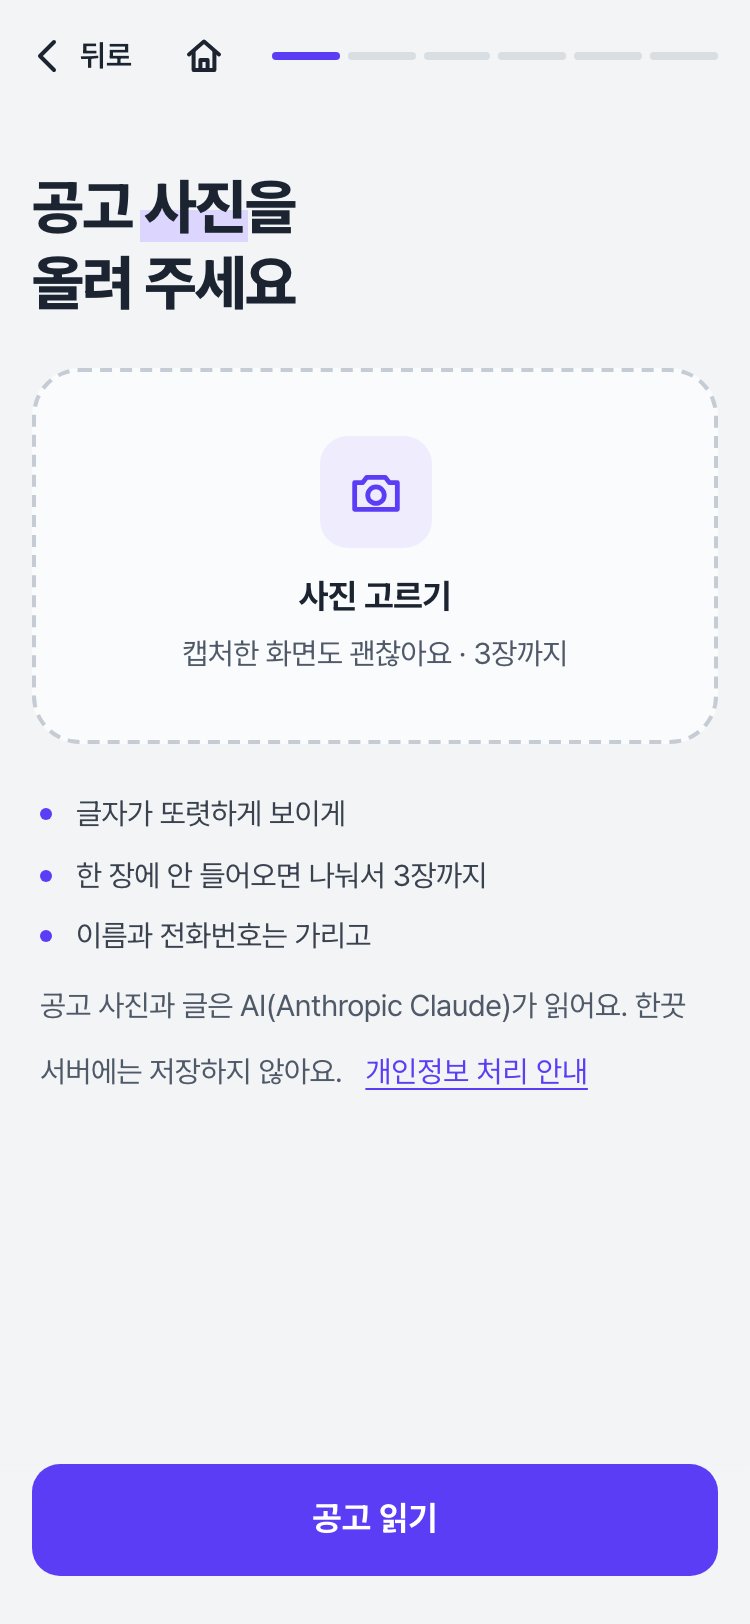 뒤로
공고 사진을
올려 주세요
사진 고르기
캡처한 화면도 괜찮아요 · 3장까지
글자가 또렷하게 보이게
한 장에 안 들어오면 나눠서 3장까지
이름과 전화번호는 가리고
공고 사진과 글은 AI(Anthropic Claude)가 읽어요. 한끗
서버에는 저장하지 않아요. 개인정보 처리 안내
공고 읽기